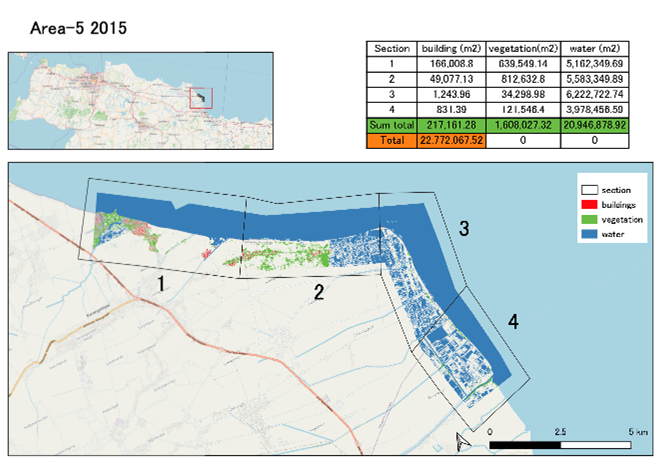 Area-5 2015
Section building (m2) vegetation(m2) water (m2)
1 166,008.8 639,549.14 5,162,349.69
2 49,077.13 812,632.8 5,583,349.89
3 1,243.96 34,298.98 6,222,722.74
4 831.39 121,546.4 3,978,456.59
Sum total 217,161.28 1,608,027.32 20,946,878.92
Total 22.772.067.52 0 0
section
buildings
vegetation
water
3
1
2
4
0 2.5 5 km